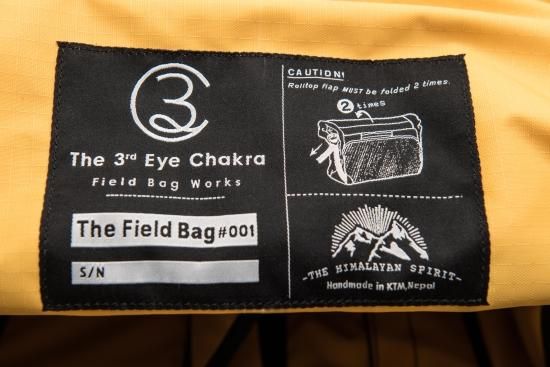 The 3rd Eye Chakra
Field Bag Works
The Field Bag#001
S/N
CAUTION!
Rolltop flap MUST be folded 2 times.
2 times
THE HIMALAYAN SPIRIT
Handmade in KTM,Nepal